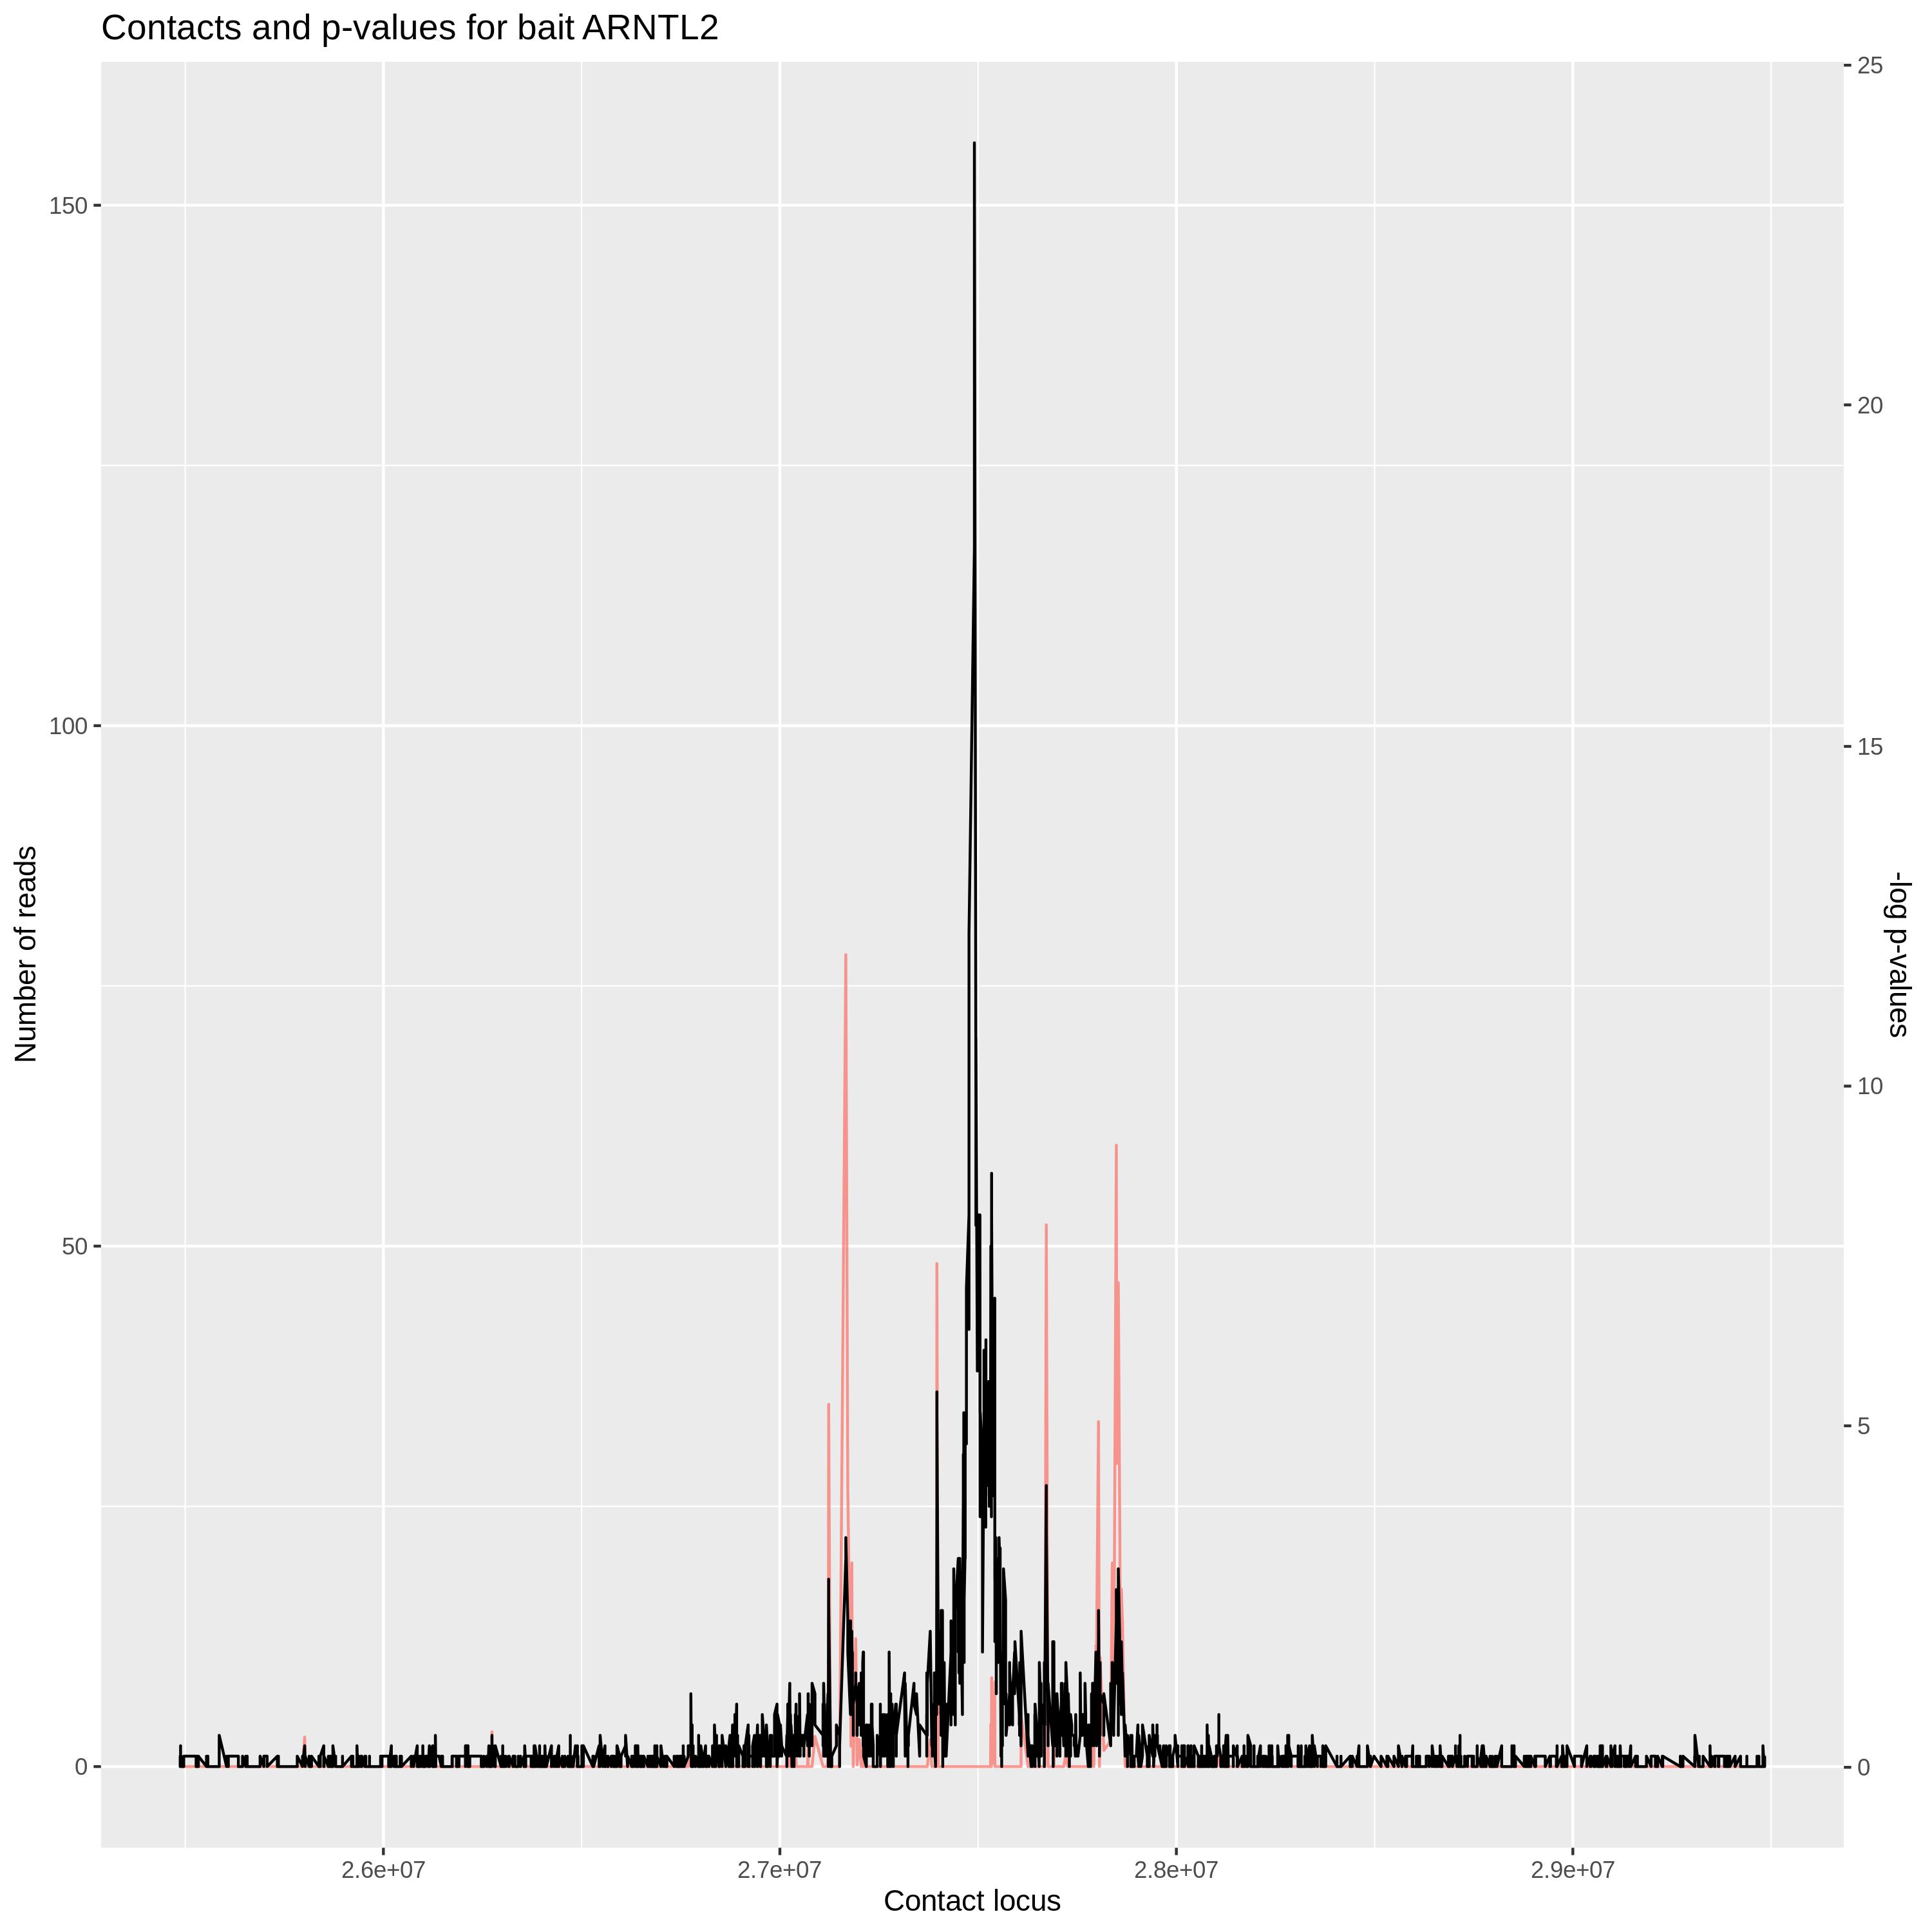 Contacts and p-values for bait ARNTL2
Number of reads
150
100
50
0
25
20
15
10
5
0
-log p-values
2.6e+07
2.7e+07
2.8e+07
2.9e+07
Contact locus